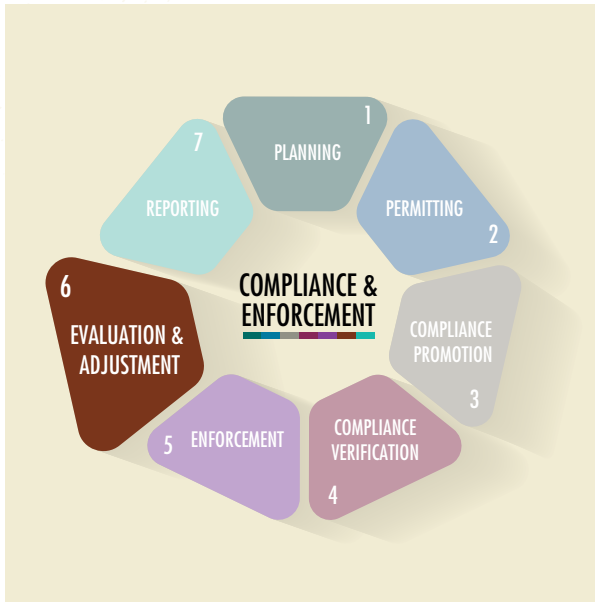 1
PLANNING
PERMITTING
2
COMPLIANCE
PROMOTION
3
COMPLIANCE
VERIFICATION
4
5 ENFORCEMENT
6
EVALUATION &
ADJUSTMENT
7
REPORTING
COMPLIANCE &
ENFORCEMENT